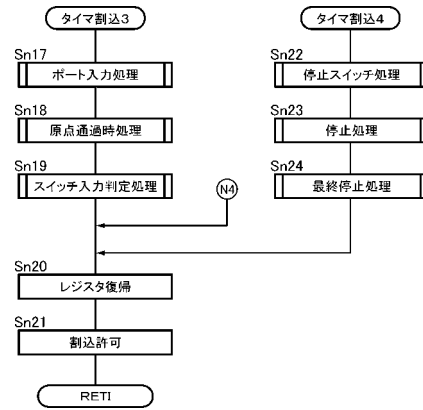 タイマ割込3
Sn17
ポート入力処理
Sn18
原点通過時処理
Sn19
スイッチ入力判定処理
N4
タイマ割込4
Sn22
停止スイッチ処理
Sn23
停止処理
Sn24
最終停止処理
Sn20
レジスタ復帰
Sn21
割込許可
RETI